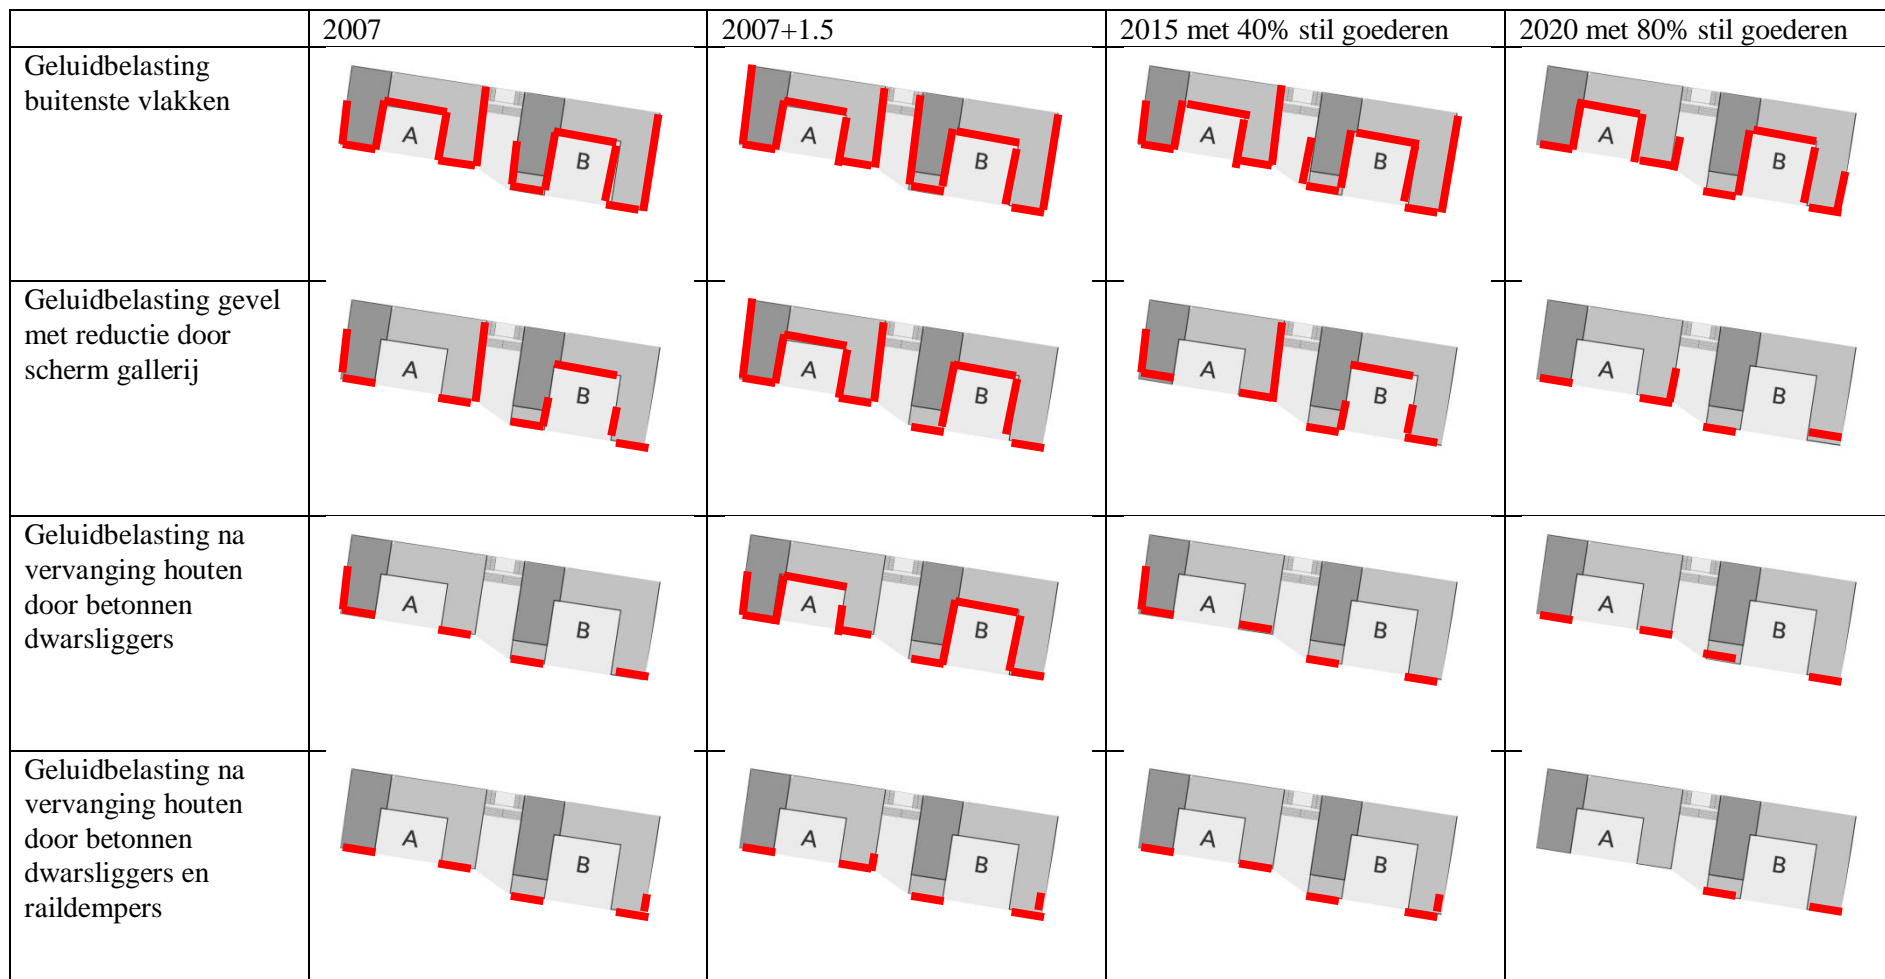 2007 2007+1.5 2015 met 40% stil goederen 2020 met 80% stil goederen
Geluidbelasting
buitenste vlakken
A B A B A B A B
Geluidbelasting gevel
met reductie door
scherm gallerij
A B A B A B A B
Geluidbelasting na
vervanging houten
door betonnen
dwarsliggers
A B A B A B A B
Geluidbelasting na
vervanging houten
door betonnen
dwarsliggers en
raildempers
A B A B A B A B